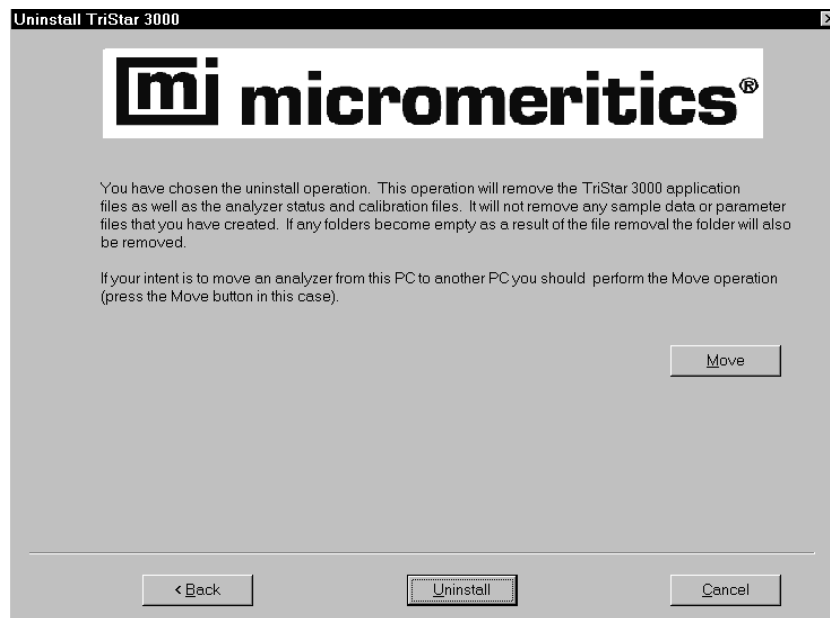 Uninstall TriStar 3000
mi micromeritics®
You have chosen the uninstall operation. This operation will remove the TriStar 3000 application
files as well as the analyzer status and calibration files. It will not remove any sample data or parameter
files that you have created. If any folders become empty as a result of the file removal the folder will also
be removed.
If your intent is to move an analyzer from this PC to another PC you should perform the Move operation
(press the Move button in this case).
Move
< Back
Uninstall
Cancel